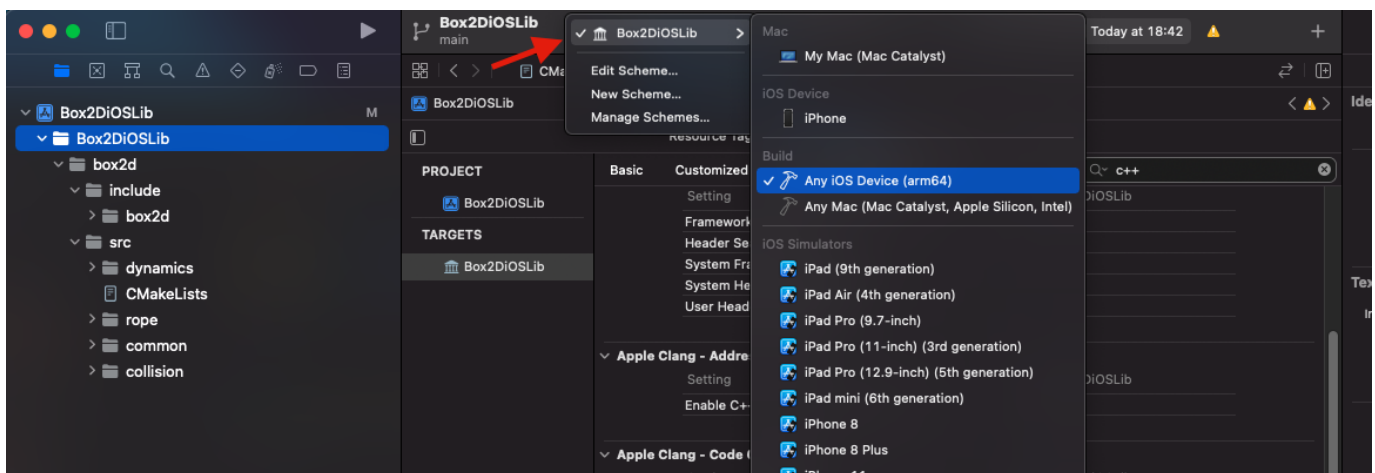 Box2DiOSLib
main
Box2DiOSLib
Edit Scheme...
New Scheme...
Manage Schemes...
Mac
My Mac (Mac Catalyst)
iOS Device
iPhone
Build
Any iOS Device (arm64)
Any Mac (Mac Catalyst, Apple Silicon, Intel)
iOS Simulators
iPad (9th generation)
iPad Air (4th generation)
iPad Pro (9.7-inch)
iPad Pro (11-inch) (3rd generation)
iPad Pro (12.9-inch) (5th generation)
iPad mini (6th generation)
iPhone 8
iPhone 8 Plus
Today at 18:42
Box2DiOSLib M
Box2DiOSLib
box2d
include
box2d
src
dynamics
CMakeLists
rope
common
collision
CMa
Box2DiOSLib
Resource Tag
PROJECT
Box2DiOSLib
TARGETS
Box2DiOSLib
Basic Customized
c++
Setting
DiOSLib
Framework
Header Se
System Fra
System He
User Head
Apple Clang - Addre
Setting
DiOSLib
Enable C+
Apple Clang - Code
Ide
Tex